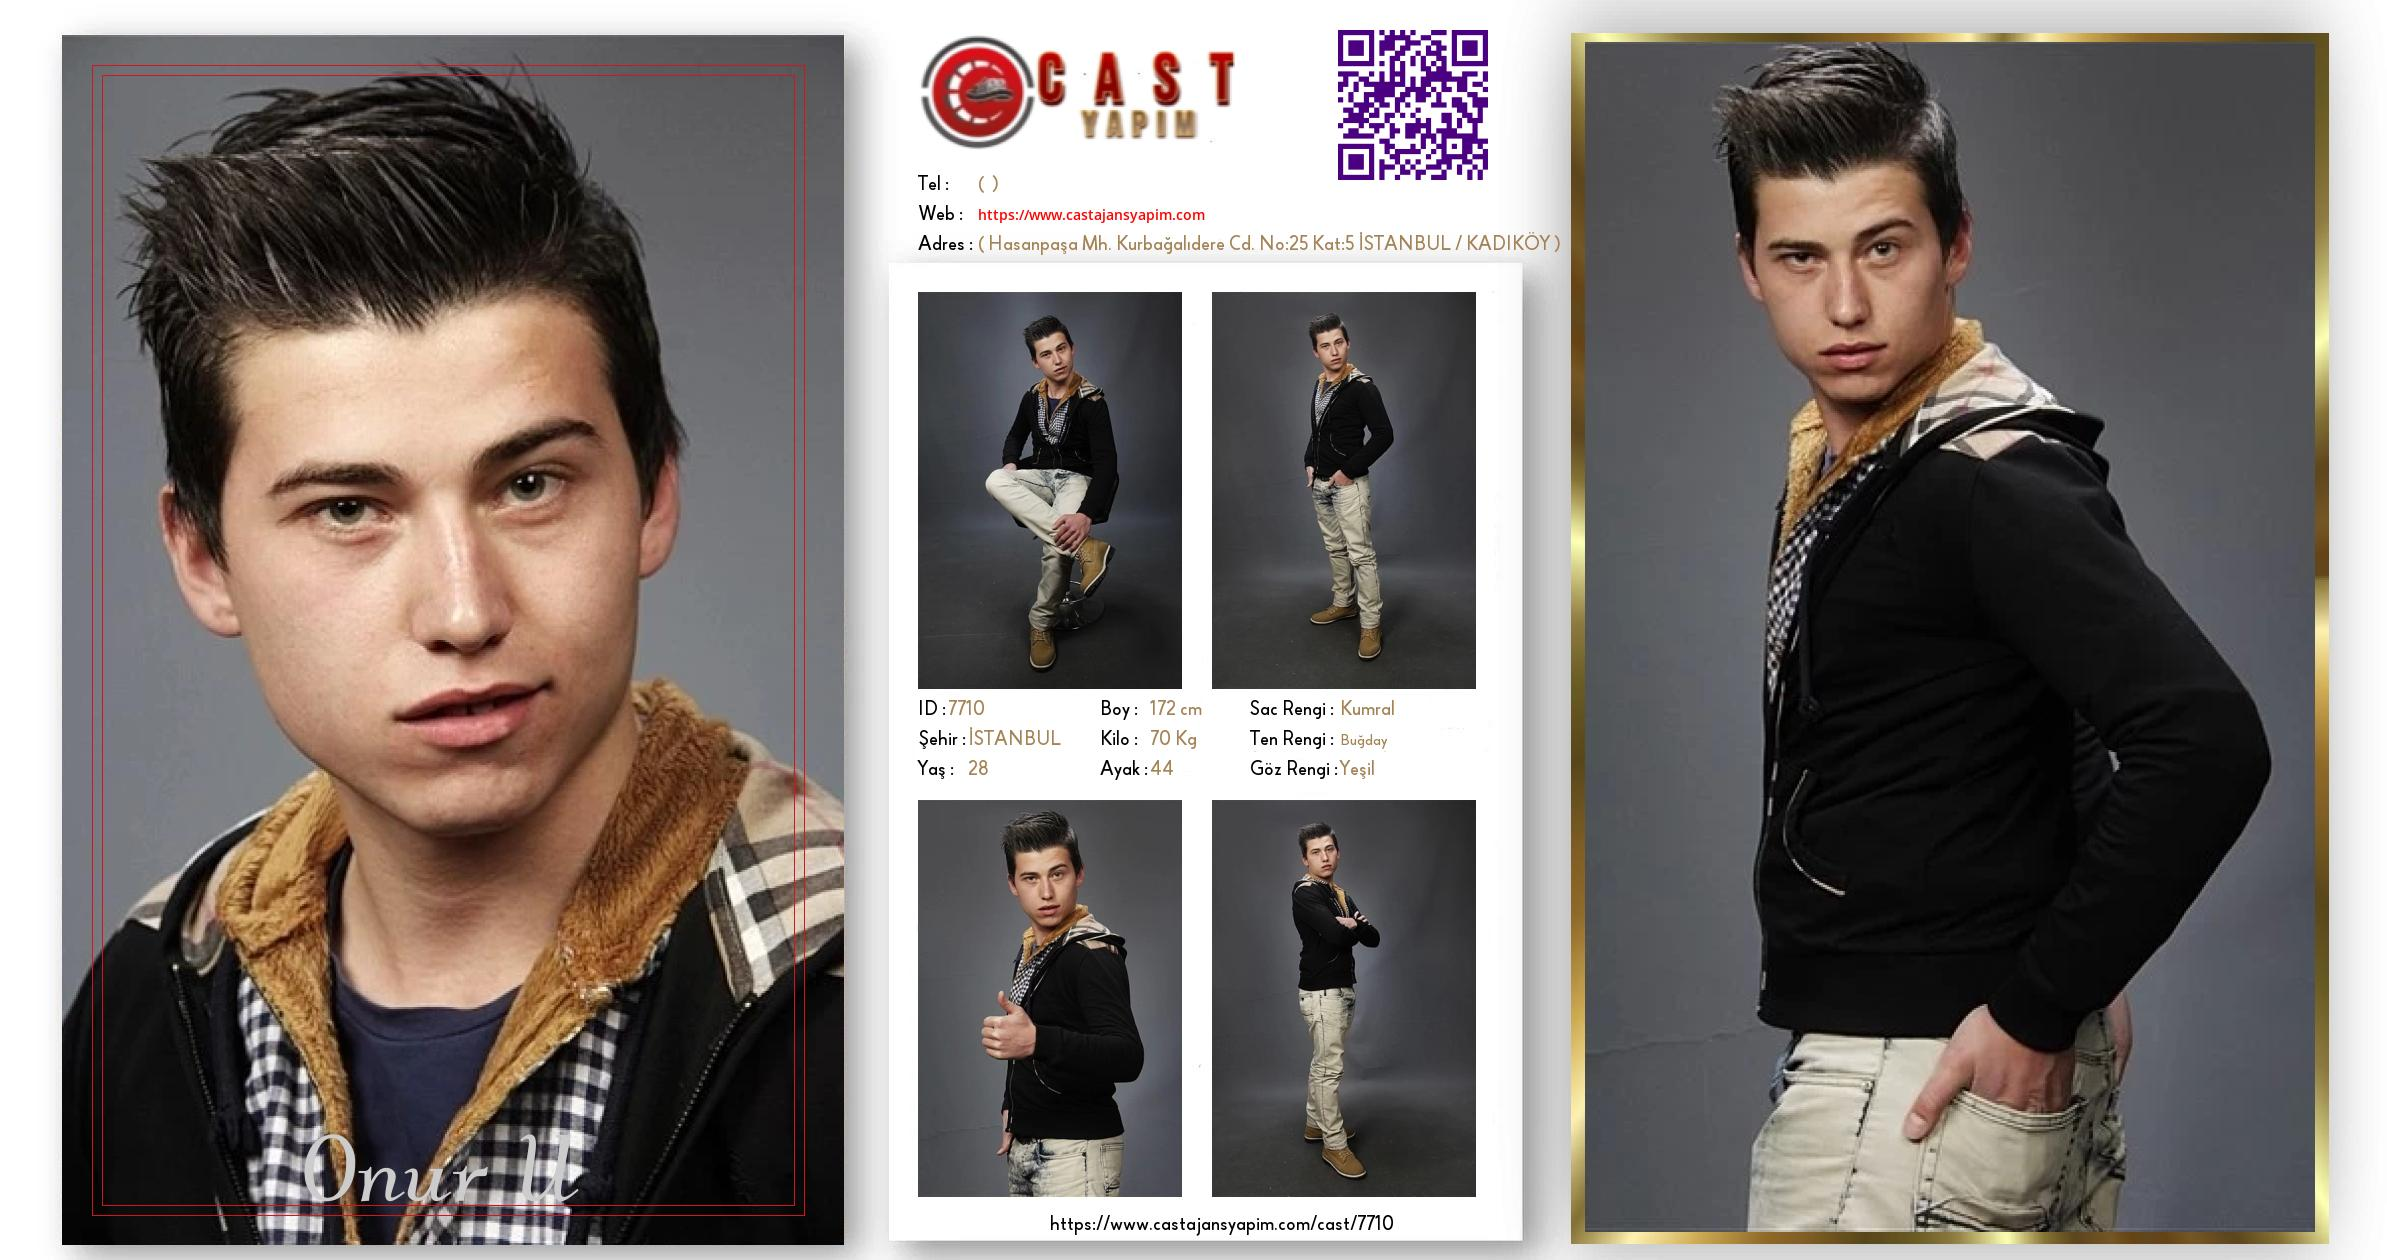 Onur U
CAST
YAPIM
Tel : ( )
Web : https://www.castajansyapim.com
Adres : ( Hasanpaşa Mh. Kurbağalıdere Cd. No:25 Kat:5 İSTANBUL / KADIKÖY )
ID : 7710 Boy : 172 cm Sac Rengi : Kumral
Şehir : İSTANBUL Kilo : 70 Kg Ten Rengi : Buğday
Yaş : 28 Ayak : 44 Göz Rengi : Yeşil
https://www.castajansyapim.com/cast/7710